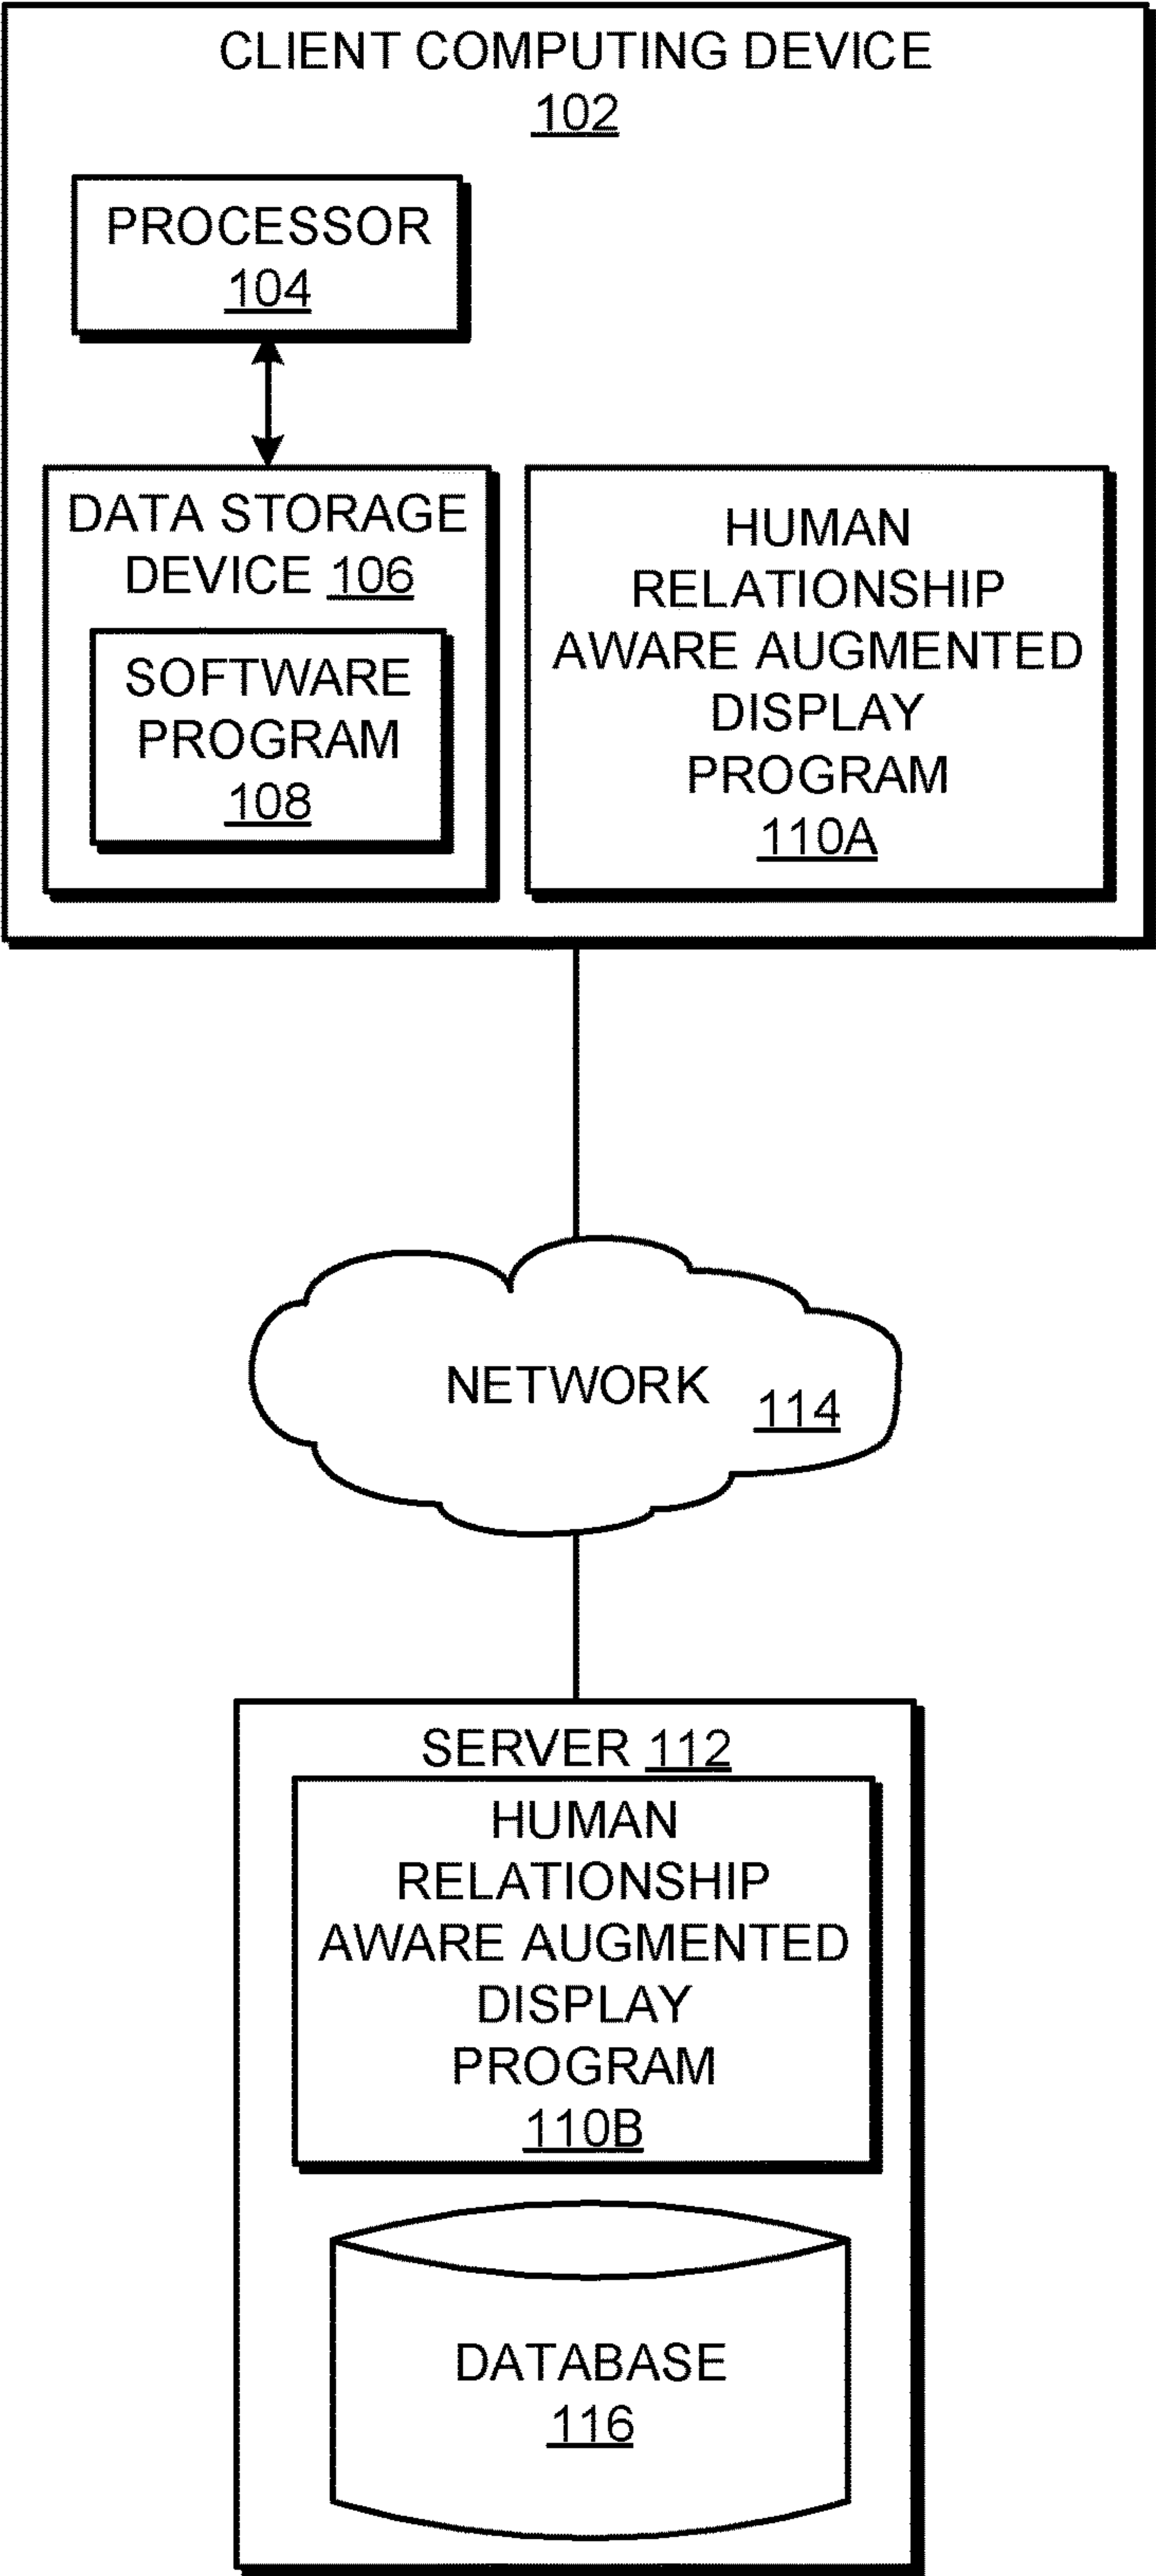 CLIENT COMPUTING DEVICE
102
PROCESSOR
104
DATA STORAGE
DEVICE 106
SOFTWARE
PROGRAM
108
HUMAN
RELATIONSHIP
AWARE AUGMENTED
DISPLAY
PROGRAM
110A
NETWORK 114
SERVER 112
HUMAN
RELATIONSHIP
AWARE AUGMENTED
DISPLAY
PROGRAM
110B
DATABASE
116